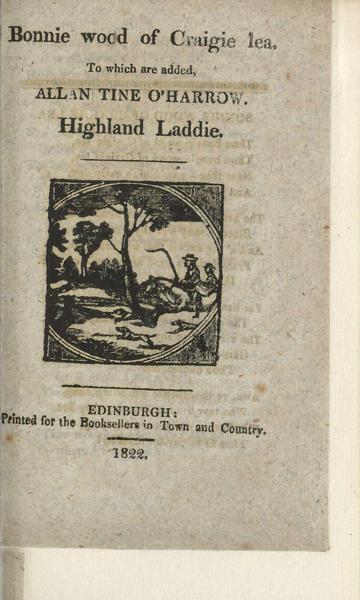 Bonnie wood of Craigie lea.
To which are added,
ALLAN TINE O'HARROW.
Highland Laddie.
EDINBURGH:
Printed for the Booksellers in Town and Country.
1822.